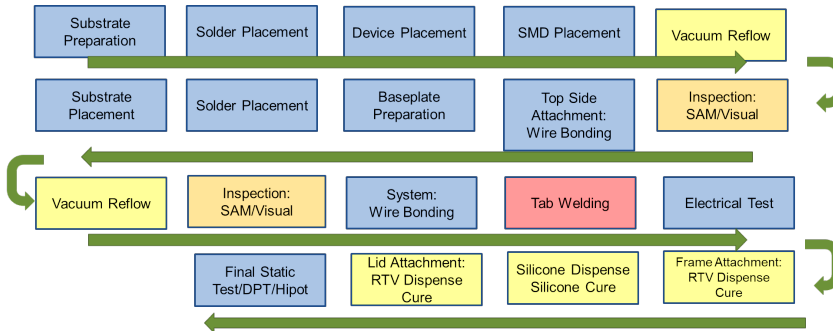 Substrate
Preparation
Solder Placement
Device Placement
SMD Placement
Vacuum Reflow
Substrate
Placement
Solder Placement
Baseplate
Preparation
Top Side
Attachment:
Wire Bonding
Inspection:
SAM/Visual
Vacuum Reflow
Inspection:
SAM/Visual
System:
Wire Bonding
Tab Welding
Electrical Test
Final Static
Test/DPT/Hipot
Lid Attachment:
RTV Dispense
Cure
Silicone Dispense
Silicone Cure
Frame Attachment:
RTV Dispense
Cure